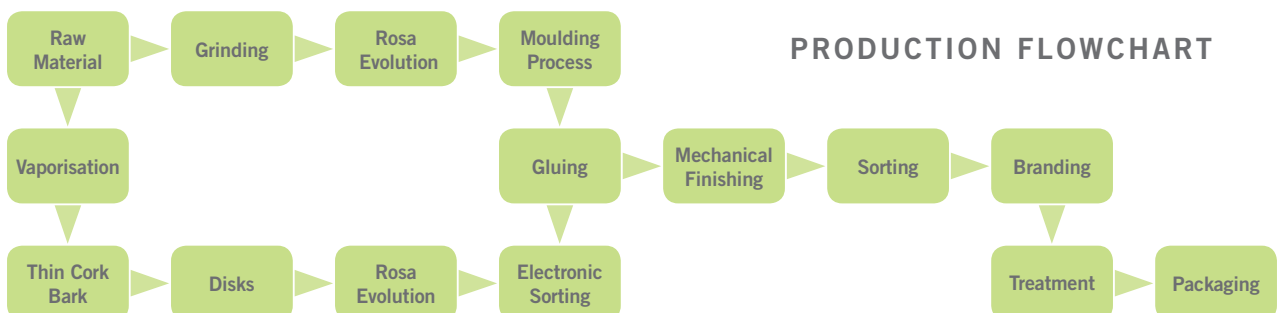 PRODUCTION FLOWCHART
Raw
Material
Grinding
Rosa
Evolution
Moulding
Process
Vaporisation
Gluing
Mechanical
Finishing
Sorting
Branding
Thin Cork
Bark
Disks
Rosa
Evolution
Electronic
Sorting
Treatment
Packaging